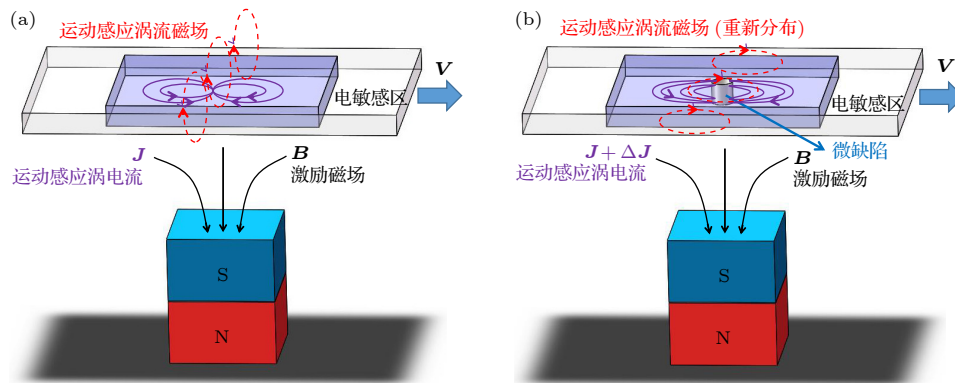 (a)
运动感应涡流磁场
V
电敏感区
J
运动感应涡电流
B
激励磁场
S
N
(b)
运动感应涡流磁场 (重新分布)
V
电敏感区
微缺陷
J + ΔJ
运动感应涡电流
B
激励磁场
S
N